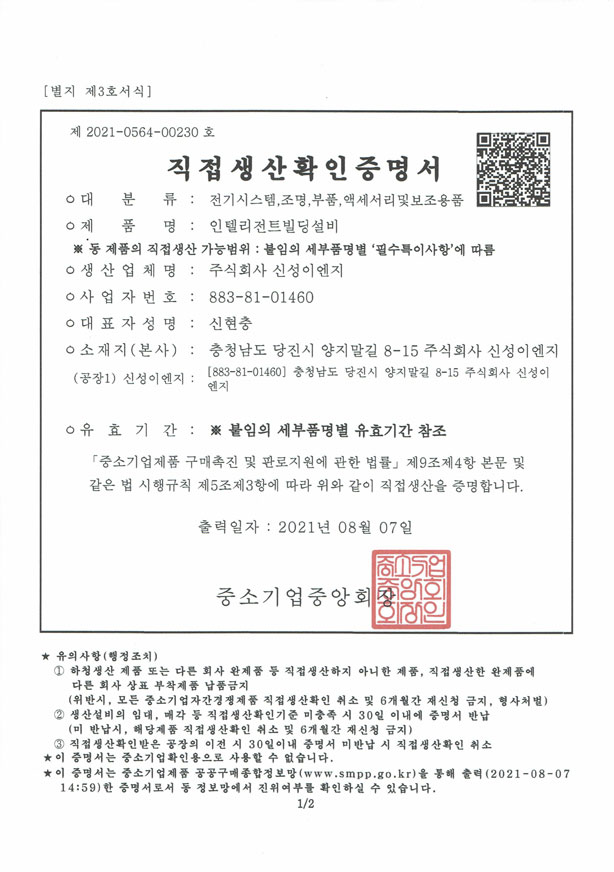 [별지 제3호서식]
제 2021-0564-00230 호
직접생산확인증명서
○ 대 분 류 : 전기시스템,조명,부품,액세서리및보조용품
○ 제 품 명 : 인텔리전트빌딩설비
※ 동 제품의 직접생산 가능범위 : 붙임의 세부품명별 '필수특이사항'에 따름
○ 생 산 업 체 명 : 주식회사 신성이엔지
○ 사 업 자 번 호 : 883-81-01460
○ 대 표 자 성 명 : 신현충
○ 소 재 지 (본 사) : 충청남도 당진시 양지말길 8-15 주식회사 신성이엔지
(공장1) 신성이엔지 : [883-81-01460] 충청남도 당진시 양지말길 8-15 주식회사 신성이
엔지
○ 유 효 기 간 : ※ 붙임의 세부품명별 유효기간 참조
「중소기업제품 구매촉진 및 판로지원에 관한 법률」제9조제4항 본문 및
같은 법 시행규칙 제5조제3항에 따라 위와 같이 직접생산을 증명합니다.
출력일자 : 2021년 08월 07일
중소기업중앙회장
중소기업
중앙회
회장인
★ 유의사항(행정조치)
① 하청생산 제품 또는 다른 회사 완제품 등 직접생산하지 아니한 제품, 직접생산한 완제품에
다른 회사 상표 부착제품 납품금지
(위반시, 모든 중소기업자간경쟁제품 직접생산확인 취소 및 6개월간 재신청 금지, 형사처벌)
② 생산설비의 임대, 매각 등 직접생산확인기준 미충족 시 30일 이내에 증명서 반납
(미 반납시, 해당제품 직접생산확인 취소 및 6개월간 재신청 금지)
③ 직접생산확인받은 공장의 이전 시 30일이내 증명서 미반납 시 직접생산확인 취소
★ 이 증명서는 중소기업확인용으로 사용할 수 없습니다.
★ 이 증명서는 중소기업제품 공공구매종합정보망(www.smpp.go.kr)을 통해 출력(2021-08-07
14:59)한 증명서로서 동 정보망에서 진위여부를 확인하실 수 있습니다.
1/2